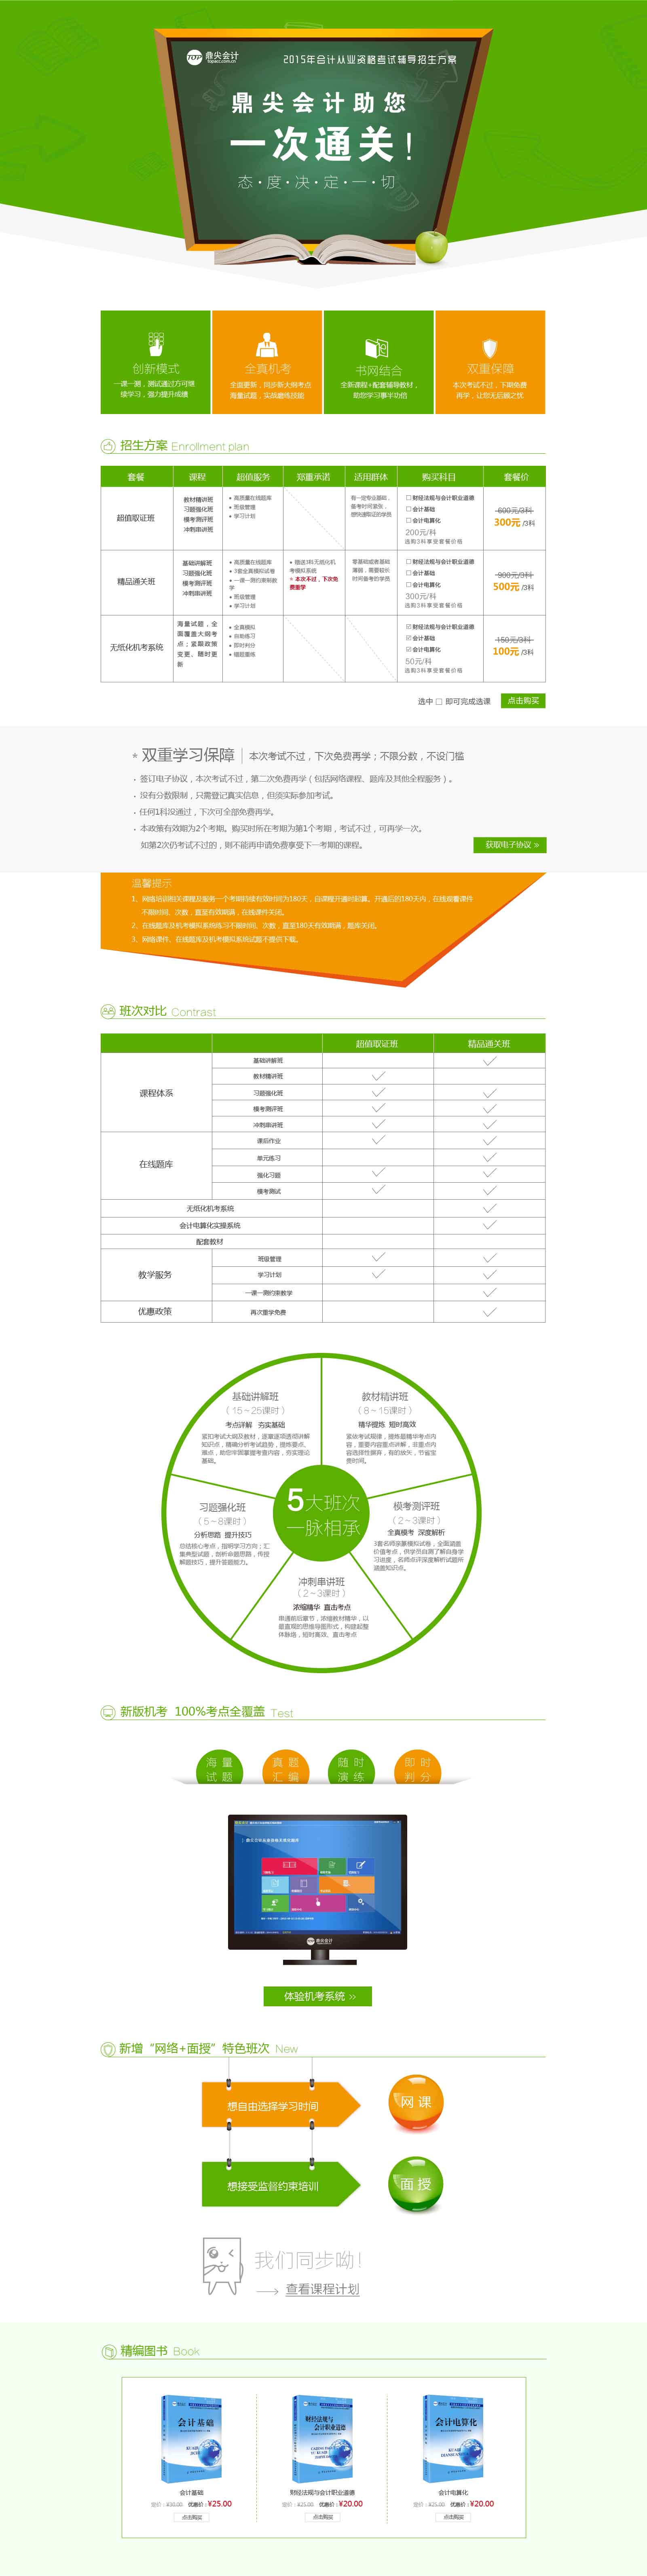 TOP 鼎尖会计
topacc.com.cn
2015年会计从业资格考试辅导招生方案
鼎尖会计助您
一次通关!
态·度·决·定·一·切
创新模式
一课一测,测试通过方可继
续学习,强力提升成绩
全真机考
全面更新,同步新大纲考点
海量试题,实战磨练技能
书网结合
全新课程+配套辅导教材,
助您学习事半功倍
双重保障
本次考试不过,下期免费
再学,让您无后顾之忧
招生方案 Enrollment plan
套餐 课程 超值服务 郑重承诺 适用群体 购买科目 套餐价
超值取证班
教材精讲班
习题强化班
模考测评班
冲刺串讲班
高质量在线题库
班级管理
学习计划
有一定专业基础,
备考时间紧张,
想快速取证的学员
□ 财经法规与会计职业道德
□ 会计基础
□ 会计电算化
200元/科
选购3科享受套餐价格
600元/3科
300元 /3科
精品通关班
基础讲解班
习题强化班
模考测评班
冲刺串讲班
高质量在线题库
3套全真模拟试卷
一课一测约束制教
学
班级管理
学习计划
赠送3科无纸化机
考模拟系统
* 本次不过,下次免
费重学
零基础或者基础
薄弱,需要较长
时间备考的学员
□ 财经法规与会计职业道德
□ 会计基础
□ 会计电算化
300元/科
选购3科享受套餐价格
900元/3科
500元 /3科
无纸化机考系统
海量试题,全
面覆盖大纲考
点;紧跟政策
变更、随时更
新
全真模拟
自助练习
即时判分
错题重练
☑ 财经法规与会计职业道德
☑ 会计基础
☑ 会计电算化
50元/科
选购3科享受套餐价格
150元/3科
100元 /3科
选中 □ 即可完成选课 点击购买
* 双重学习保障 | 本次考试不过,下次免费再学;不限分数,不设门槛
· 签订电子协议,本次考试不过,第二次免费再学(包括网络课程、题库及其他全程服务)。
· 没有分数限制,只需登记真实信息,但须实际参加考试。
· 任何1科没通过,下次可全部免费再学。
· 本政策有效期为2个考期。购买时所在考期为第1个考期,考试不过,可再学一次。
如第2次仍考试不过的,则不能再申请免费享受下一考期的课程。
获取电子协议 »
温馨提示
1、网络培训相关课程及服务一个考期持续有效时间为180天,自课程开通时起算。开通后的180天内,在线观看课件
不限时间、次数,直至有效期满,在线课件关闭。
2、在线题库及机考模拟系统练习不限时间、次数,直至180天有效期满,题库关闭。
3、网络课件、在线题库及机考模拟系统试题不提供下载。
班次对比 Contrast
超值取证班 精品通关班
课程体系
基础讲解班
教材精讲班
习题强化班
模考测评班
冲刺串讲班
在线题库
课后作业
单元练习
强化习题
模考测试
无纸化机考系统
会计电算化实操系统
配套教材
教学服务
班级管理
学习计划
一课一测约束教学
优惠政策
再次重学免费
基础讲解班
(15~25课时)
考点详解 夯实基础
紧扣考试大纲及教材,逐章逐项透彻讲解
知识点,精确分析考试趋势,提炼要点、
难点,助您牢固掌握考查内容,夯实理论
基础。
教材精讲班
(8~15课时)
精华提炼 短时高效
紧依考试规律,提炼最精华考点内
容,重要内容重点讲解,非重点内
容选择性摒弃,有的放矢,节省宝
贵时间。
5大班次
一脉相承
习题强化班
(5~8课时)
分析思路 提升技巧
总结核心考点,指明学习方向;汇
集典型试题,剖析命题思路,传授
解题技巧,提升答题能力。
模考测评班
(2~3课时)
全真模考 深度解析
3套名师亲兼模拟试卷,全面涵盖
价值考点,供学员自测了解自身学
习进度,名师点评深度解析试题所
涵盖知识点。
冲刺串讲班
(2~3课时)
浓缩精华 直击考点
串通前后章节,浓缩教材精华,以
最直观的思维导图形式,构建起整
体脉络,短时高效、直击考点
新版机考 100%考点全覆盖 Test
海量
试题
真题
汇编
随时
演练
即时
判分
TOP 鼎尖会计
体验机考系统 >>
新增“网络+面授”特色班次 New
想自由选择学习时间
网课
想接受监督约束培训
面授
我们同步呦!
查看课程计划
精编图书 Book
会计基础
KUAIJI
JICHU
财经法规与
会计职业道德
会计电算化
KUAIJI
DIANSUANHUA
会计基础
定价:¥30.00 优惠价:¥25.00
点击购买
财经法规与会计职业道德
定价:¥25.00 优惠价:¥20.00
点击购买
会计电算化
定价:¥25.00 优惠价:¥20.00
点击购买